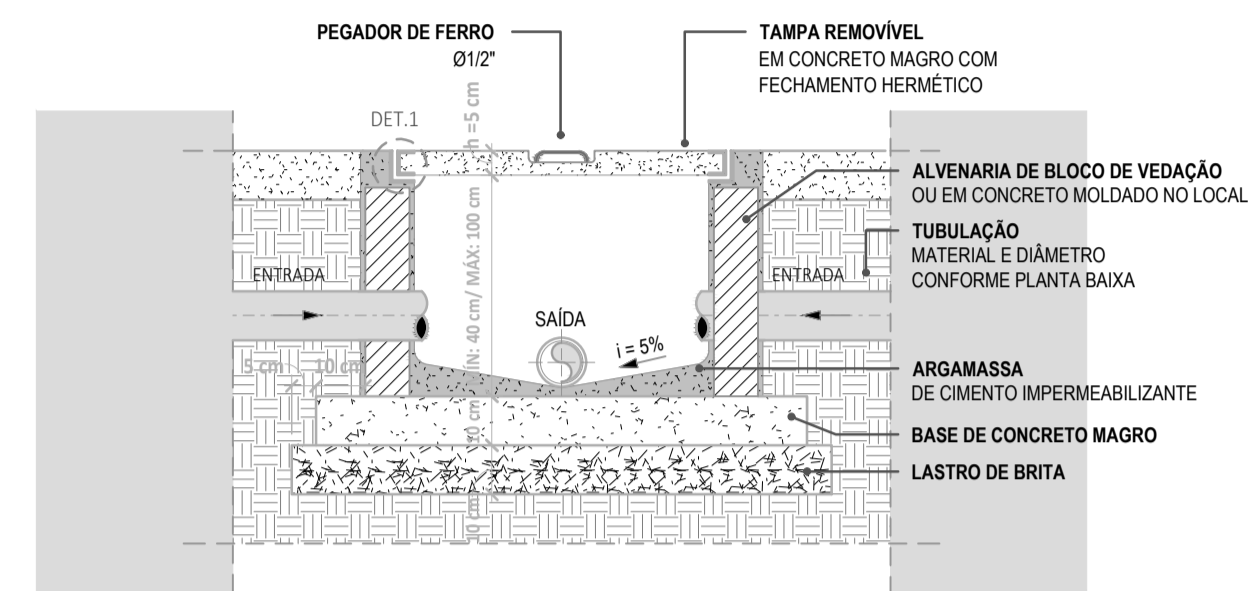 PEGADOR DE FERRO
Ø1/2"
TAMPA REMOVÍVEL
EM CONCRETO MAGRO COM
FECHAMENTO HERMÉTICO
DET.1
h =5 cm
ALVENARIA DE BLOCO DE VEDAÇÃO
OU EM CONCRETO MOLDADO NO LOCAL
TUBULAÇÃO
MATERIAL E DIÂMETRO
CONFORME PLANTA BAIXA
ENTRADA
ENTRADA
MÍN: 40 cm/ MÁX: 100 cm
SAÍDA
i = 5%
5 cm
10 cm
ARGAMASSA
DE CIMENTO IMPERMEABILIZANTE
10 cm
BASE DE CONCRETO MAGRO
LASTRO DE BRITA
10 cm